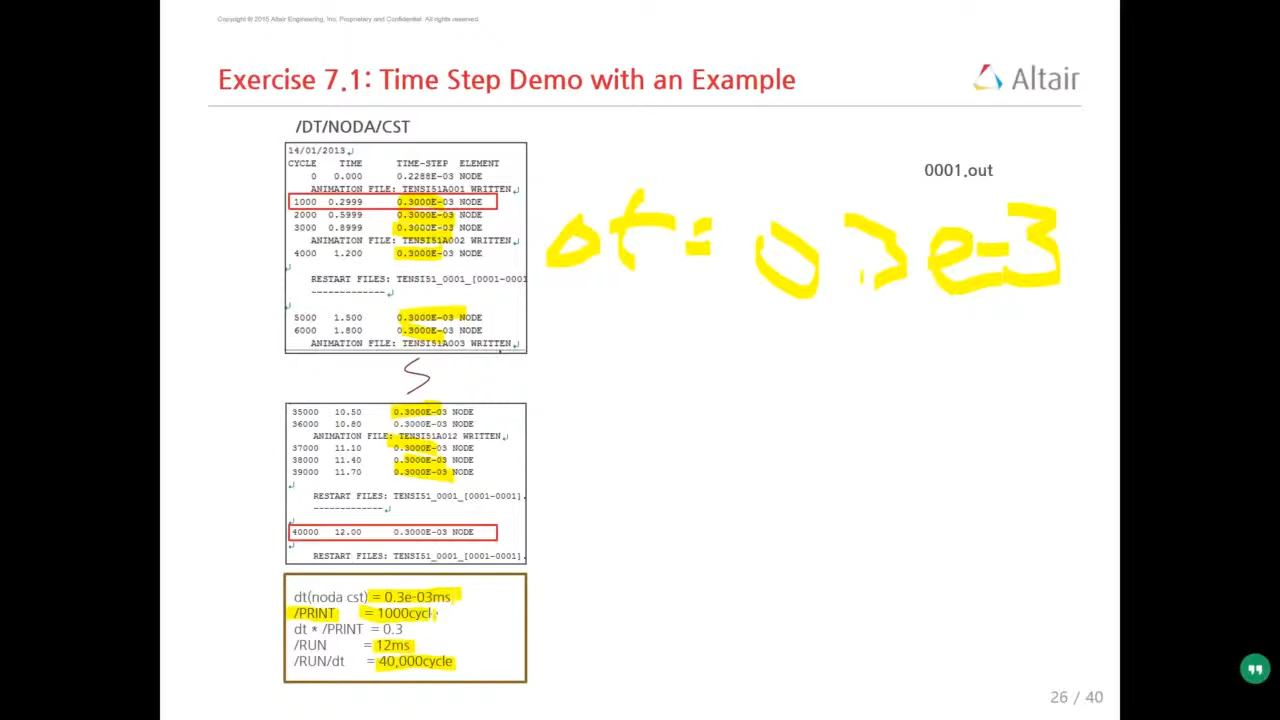 Copyright © 2015 Altair Engineering, Inc. Proprietary and Confidential. All rights reserved.
Exercise 7.1: Time Step Demo with an Example
Altair
/DT/NODA/CST
0001.out
14/01/2013
CYCLE TIME TIME-STEP ELEMENT
0 0.000 0.2288E-03 NODE
ANIMATION FILE: TENSI51A001 WRITTEN
1000 0.2999 0.3000E-03 NODE
2000 0.5999 0.3000E-03 NODE
3000 0.8999 0.3000E-03 NODE
ANIMATION FILE: TENSI51A002 WRITTEN
4000 1.200 0.3000E-03 NODE
RESTART FILES: TENSI51_0001_[0001-0001
-------------
5000 1.500 0.3000E-03 NODE
6000 1.800 0.3000E-03 NODE
ANIMATION FILE: TENSI51A003 WRITTEN
35000 10.50 0.3000E-03 NODE
36000 10.80 0.3000E-03 NODE
ANIMATION FILE: TENSI51A012 WRITTEN
37000 11.10 0.3000E-03 NODE
38000 11.40 0.3000E-03 NODE
39000 11.70 0.3000E-03 NODE
RESTART FILES: TENSI51_0001_[0001-0001].
-------------
40000 12.00 0.3000E-03 NODE
RESTART FILES: TENSI51_0001_[0001-0001].
dt(noda cst) = 0.3e-03ms
/PRINT = 1000cycle
dt * /PRINT = 0.3
/RUN = 12ms
/RUN/dt = 40,000cycle
26 / 40